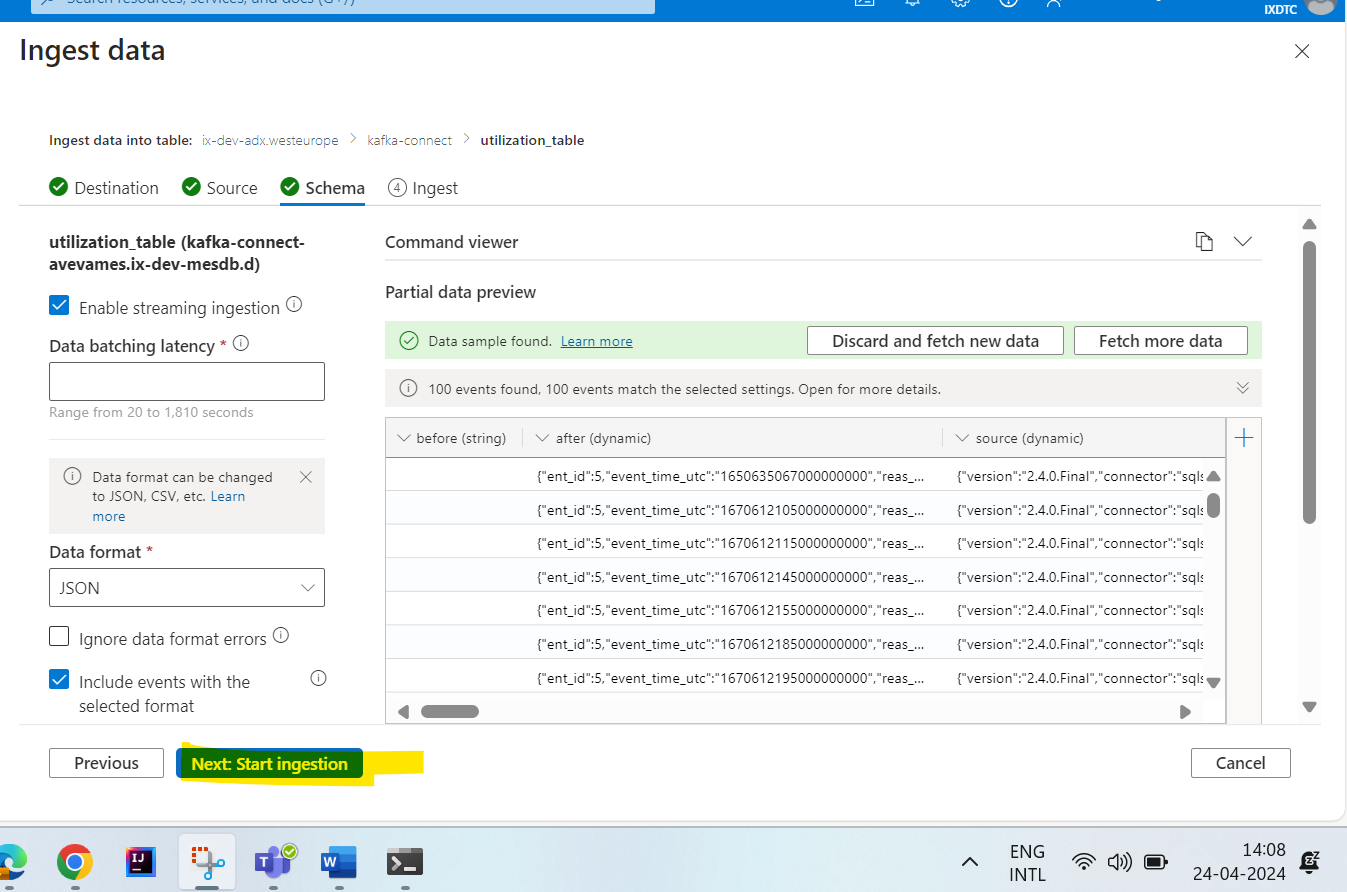 Search resources, services, and docs (G+/)
IXDTC
Ingest data
Ingest data into table: ix-dev-adx.westeurope > kafka-connect > utilization_table
Destination Source Schema 4 Ingest
utilization_table (kafka-connect-
avevames.ix-dev-mesdb.d)
Enable streaming ingestion
Data batching latency *
Range from 20 to 1,810 seconds
Data format can be changed
to JSON, CSV, etc. Learn
more
Data format *
JSON
Ignore data format errors
Include events with the
selected format
Command viewer
Partial data preview
Data sample found. Learn more Discard and fetch new data Fetch more data
100 events found, 100 events match the selected settings. Open for more details.
before (string) after (dynamic) source (dynamic)
{"ent_id":5,"event_time_utc":"1650635067000000000","reas_... {"version":"2.4.0.Final","connector":"sqls
{"ent_id":5,"event_time_utc":"1670612105000000000","reas_... {"version":"2.4.0.Final","connector":"sqls
{"ent_id":5,"event_time_utc":"1670612115000000000","reas_... {"version":"2.4.0.Final","connector":"sqls
{"ent_id":5,"event_time_utc":"1670612145000000000","reas_... {"version":"2.4.0.Final","connector":"sqls
{"ent_id":5,"event_time_utc":"1670612155000000000","reas_... {"version":"2.4.0.Final","connector":"sqls
{"ent_id":5,"event_time_utc":"1670612185000000000","reas_... {"version":"2.4.0.Final","connector":"sqls
{"ent_id":5,"event_time_utc":"1670612195000000000","reas_... {"version":"2.4.0.Final","connector":"sqls
Previous Next: Start ingestion Cancel
ENG
INTL
14:08
24-04-2024